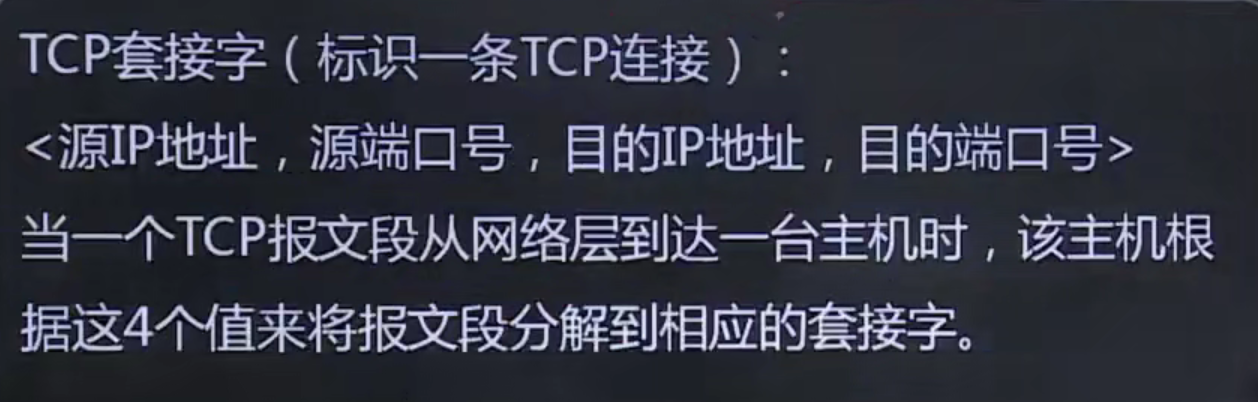 TCP套接字（标识一条TCP连接）：
<源IP地址，源端口号，目的IP地址，目的端口号>
当一个TCP报文段从网络层到达一台主机时，该主机根
据这4个值来将报文段分解到相应的套接字。